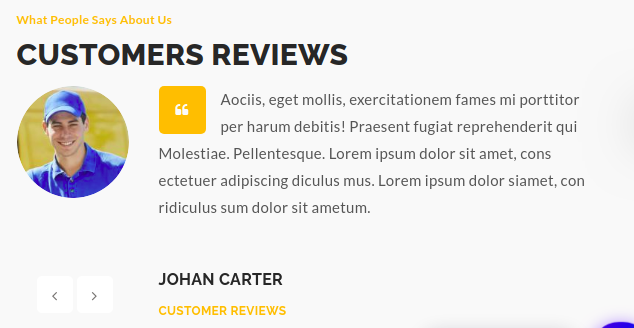 What People Says About Us
CUSTOMERS REVIEWS
Aociis, eget mollis, exercitationem fames mi porttitor
per harum debitis! Praesent fugiat reprehenderit qui
Molestiae. Pellentesque. Lorem ipsum dolor sit amet, cons
ectetuer adipiscing diculus mus. Lorem ipsum dolor siamet, con
ridiculus sum dolor sit ametum.
JOHAN CARTER
CUSTOMER REVIEWS